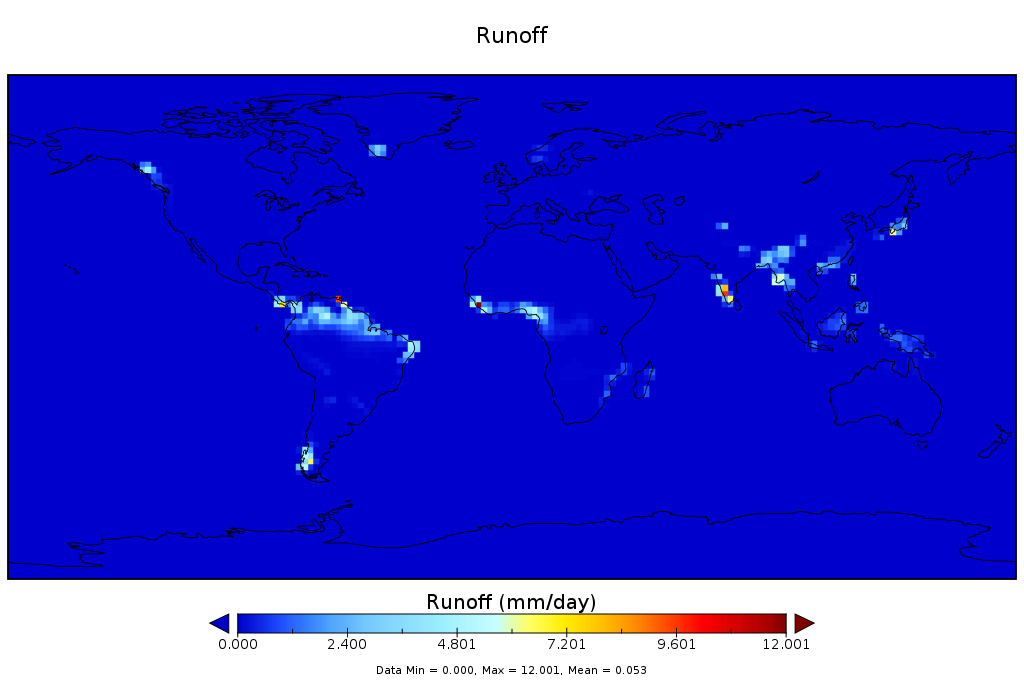 Runoff
Runoff (mm/day)
0.000 2.400 4.801 7.201 9.601 12.001
Data Min = 0.000, Max = 12.001, Mean = 0.053